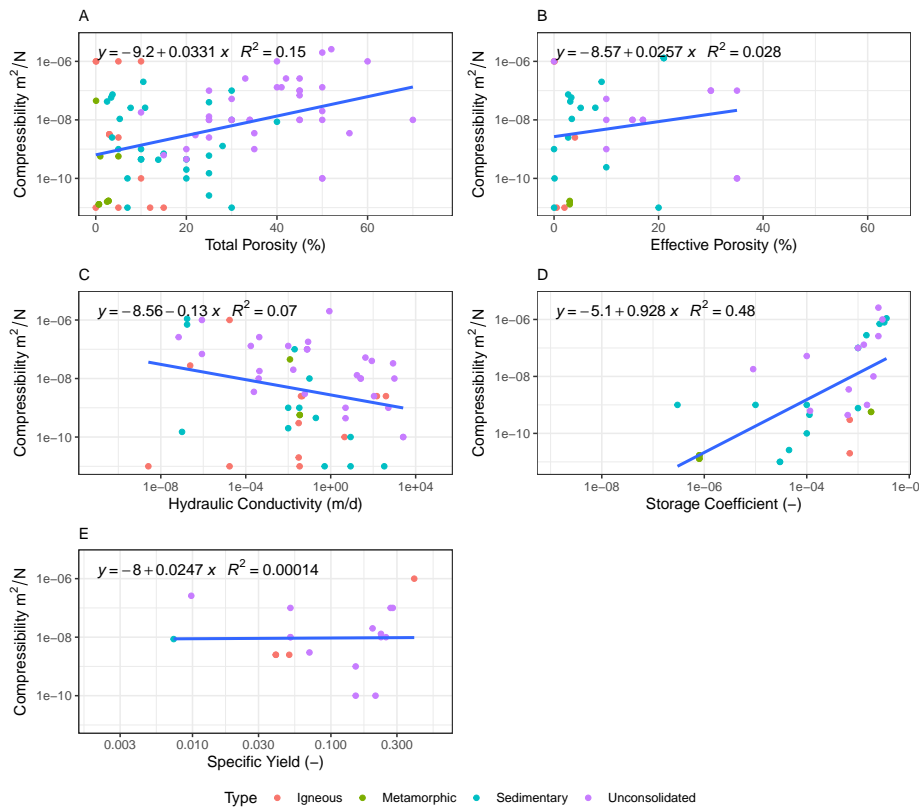 A
y = −9.2 + 0.0331 x R² = 0.15
Compressibility m²/N
1e−06
1e−08
1e−10
0 20 40 60
Total Porosity (%)
B
y = −8.57 + 0.0257 x R² = 0.028
Compressibility m²/N
1e−06
1e−08
1e−10
0 20 40 60
Effective Porosity (%)
C
y = −8.56 − 0.13 x R² = 0.07
Compressibility m²/N
1e−06
1e−08
1e−10
1e−08 1e−04 1e+00 1e+04
Hydraulic Conductivity (m/d)
D
y = −5.1 + 0.928 x R² = 0.48
Compressibility m²/N
1e−06
1e−08
1e−10
1e−08 1e−06 1e−04 1e−0
Storage Coefficient (−)
E
y = −8 + 0.0247 x R² = 0.00014
Compressibility m²/N
1e−06
1e−08
1e−10
0.003 0.010 0.030 0.100 0.300
Specific Yield (−)
Type Igneous Metamorphic Sedimentary Unconsolidated